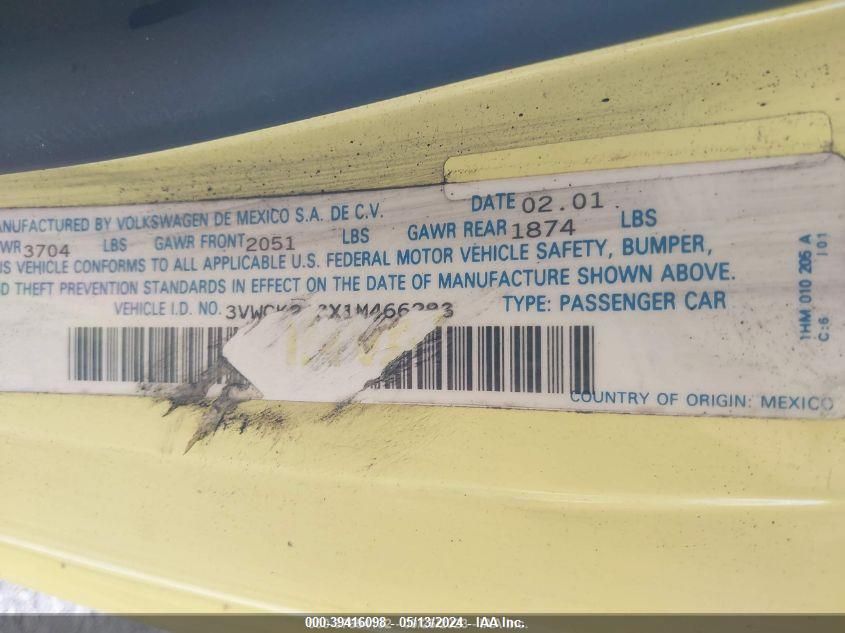 MANUFACTURED BY VOLKSWAGEN DE MEXICO S.A. DE C.V. DATE 02.01
WR 3704 LBS GAWR FRONT 2051 LBS GAWR REAR 1874 LBS
IS VEHICLE CONFORMS TO ALL APPLICABLE U.S. FEDERAL MOTOR VEHICLE SAFETY, BUMPER,
D THEFT PREVENTION STANDARDS IN EFFECT ON THE DATE OF MANUFACTURE SHOWN ABOVE.
VEHICLE I.D. NO. TYPE: PASSENGER CAR
COUNTRY OF ORIGIN: MEXICO
1HM 010 205 A
C:6 I01
000-39416098 - 05/13/2024 - IAA Inc.